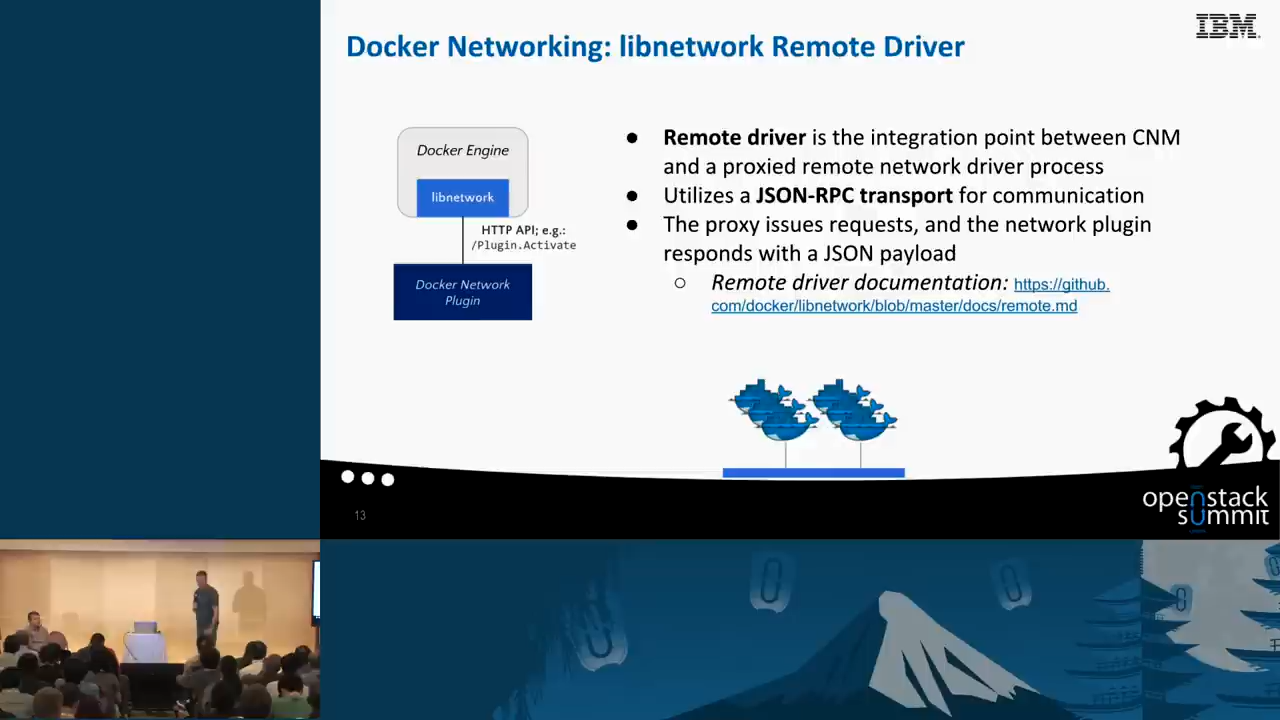 IBM
Docker Networking: libnetwork Remote Driver
Docker Engine
libnetwork
HTTP API; e.g.:
/Plugin.Activate
Docker Network
Plugin
● Remote driver is the integration point between CNM
and a proxied remote network driver process
● Utilizes a JSON-RPC transport for communication
● The proxy issues requests, and the network plugin
responds with a JSON payload
○ Remote driver documentation: https://github.
com/docker/libnetwork/blob/master/docs/remote.md
13
openstack
summit